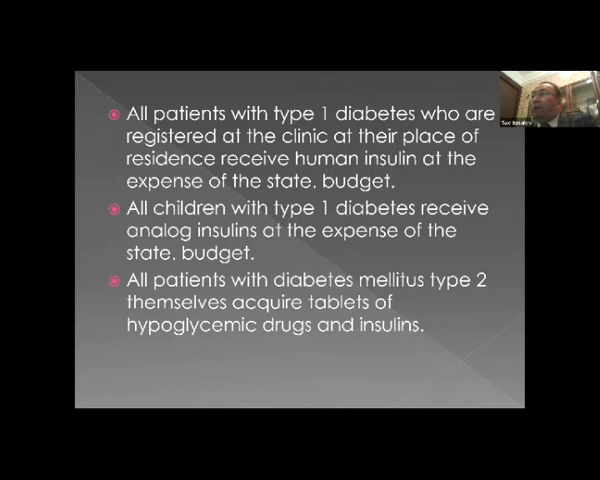 All patients with type 1 diabetes who are
registered at the clinic at their place of
residence receive human insulin at the
expense of the state. budget.
All children with type 1 diabetes receive
analog insulins at the expense of the
state. budget.
All patients with diabetes mellitus type 2
themselves acquire tablets of
hypoglycemic drugs and insulins.